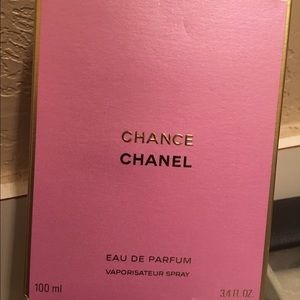 CHANCE
CHANEL
EAU DE PARFUM
VAPORISATEUR SPRAY
100 ml
3.4 FL. OZ.